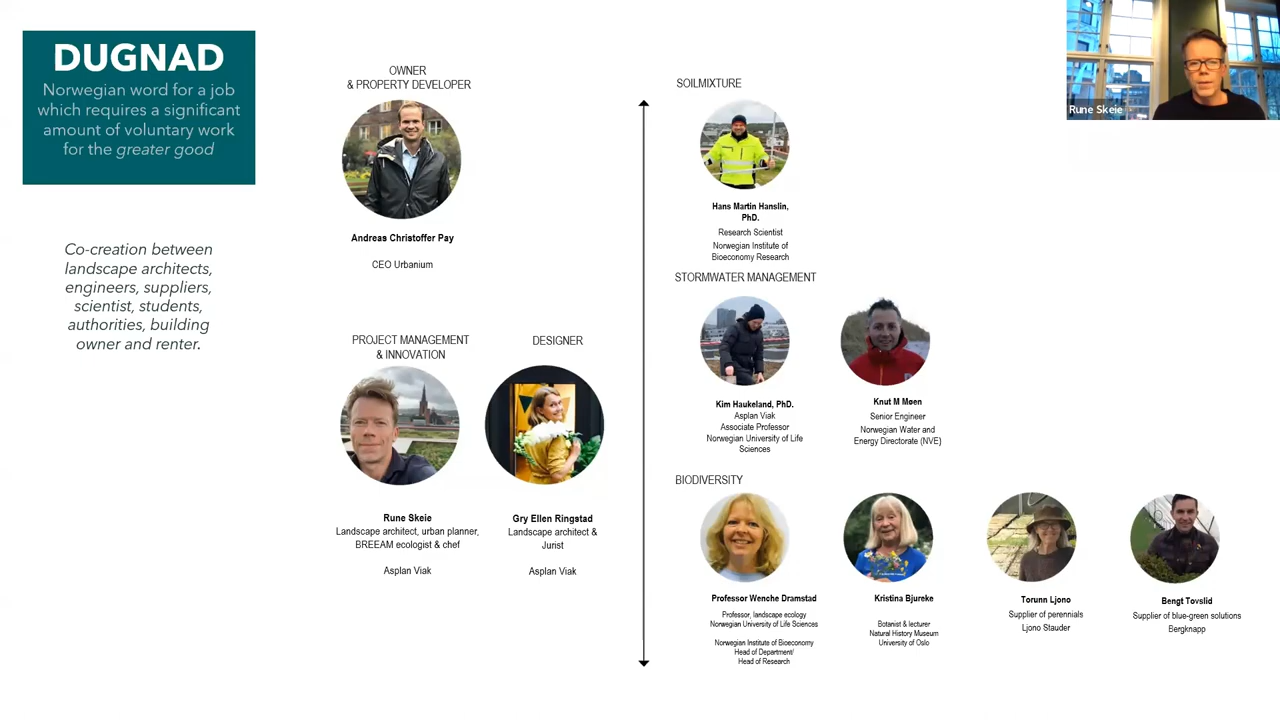 DUGNAD
Norwegian word for a job
which requires a significant
amount of voluntary work
for the greater good
Co-creation between
landscape architects,
engineers, suppliers,
scientist, students,
authorities, building
owner and renter.
OWNER
& PROPERTY DEVELOPER
Andreas Christoffer Pay
CEO Urbanium
PROJECT MANAGEMENT
& INNOVATION
Rune Skeie
Landscape architect, urban planner,
BREEAM ecologist & chef
Asplan Viak
DESIGNER
Gry Ellen Ringstad
Landscape architect &
Jurist
Asplan Viak
SOILMIXTURE
Hans Martin Hanslin,
PhD.
Research Scientist
Norwegian Institute of
Bioeconomy Research
STORMWATER MANAGEMENT
Kim Haukeland, PhD.
Asplan Viak
Associate Professor
Norwegian University of Life
Sciences
Knut M Møen
Senior Engineer
Norwegian Water and
Energy Directorate (NVE)
BIODIVERSITY
Professor Wenche Dramstad
Professor, landscape ecology
Norwegian University of Life Sciences
Norwegian Institute of Bioeconomy
Head of Department/
Head of Research
Kristina Bjureke
Botanist & lecturer
Natural History Museum
University of Oslo
Torunn Ljono
Supplier of perennials
Ljono Stauder
Bengt Tovslid
Supplier of blue-green solutions
Bergknapp
Rune Skeie